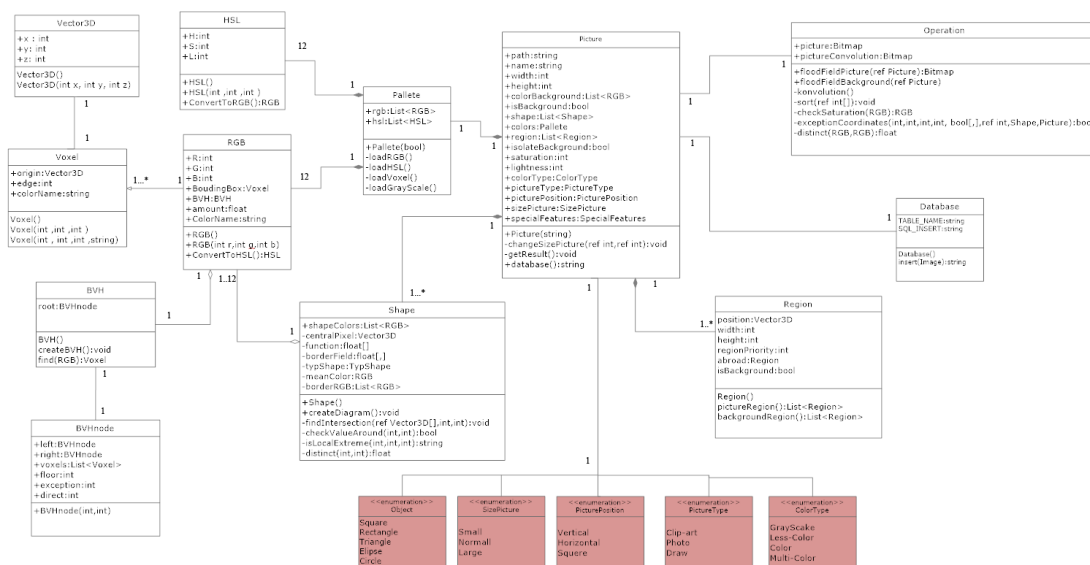 Vector3D
+x : int
+y: int
+z: int
Vector3D()
Vector3D(int x, int y, int z)
1
1
Voxel
+origin:Vector3D
+edge:int
+colorName:string
Voxel()
Voxel(int ,int ,int )
Voxel(int , int ,int ,string)
1...*
1
HSL
+H:int
+S:int
+L:int
+HSL()
+HSL(int ,int ,int )
+ConvertToRGB():RGB
12
1
RGB
+R:int
+G:int
+B:int
+BoudingBox:Voxel
+BVH:BVH
+amount:float
+ColorName:string
+RGB()
+RGB(int r,int g,int b)
+ConvertToHSL():HSL
12
1
1
1..12
Pallete
+rgb:List<RGB>
+hsl:List<HSL>
+Pallete(bool)
-loadRGB()
-loadHSL()
-loadVoxel()
-loadGrayScale()
1
1
BVH
root:BVHnode
BVH()
createBVH():void
find(RGB):Voxel
1
1
1
BVHnode
+left:BVHnode
+right:BVHnode
+voxels:List<Voxel>
+floor:int
+exception:int
+direct:int
+BVHnode(int,int)
Picture
+path:string
+name:string
+width:int
+height:int
+colorBackground:List<RGB>
+isBackground:bool
+shape:List<Shape>
+colors:Pallete
+region:List<Region>
+isolateBackground:bool
+saturation:int
+lightness:int
+colorType:ColorType
+pictureType:PictureType
+picturePosition:PicturePosition
+sizePicture:SizePicture
+specialFeatures:SpecialFeatures
+Picture(string)
-changeSizePicture(ref int,ref int):void
-getResult():void
+database():string
1
1
1
1
1
1
Operation
+picture:Bitmap
+pictureConvolution:Bitmap
+floodFieldPicture(ref Picture):Bitmap
+floodFieldBackground(ref Picture)
-konvolution()
-sort(ref int[]):void
-checkSaturation(RGB):RGB
-exceptionCoordinates(int,int,int,int, bool[,],ref int,Shape,Picture):bool
-distinct(RGB,RGB):float
Database
TABLE_NAME:string
SQL_INSERT:string
Database()
insert(Image):string
1
1...*
Shape
+shapeColors:List<RGB>
-centralPixel:Vector3D
-function:float[]
-borderField:float[,]
-typShape:TypShape
-meanColor:RGB
-borderRGB:List<RGB>
+Shape()
+createDiagram():void
-findIntersection(ref Vector3D[],int,int):void
-checkValueAround(int,int):bool
-isLocalExtreme(int,int,int):string
-distinct(int,int):float
1
1..*
Region
position:Vector3D
width:int
height:int
regionPriority:int
abroad:Region
isBackground:bool
Region()
pictureRegion():List<Region>
backgroundRegion():List<Region>
1
<<enumeration>>
Object
Square
Rectangle
Triangle
Elipse
Circle
<<enumeration>>
SizePicture
Small
Normall
Large
<<enumeration>>
PicturePosition
Vertical
Horizontal
Squere
<<enumeration>>
PictureType
Clip-art
Photo
Draw
<<enumeration>>
ColorType
GrayScake
Less-Color
Color
Multi-Color